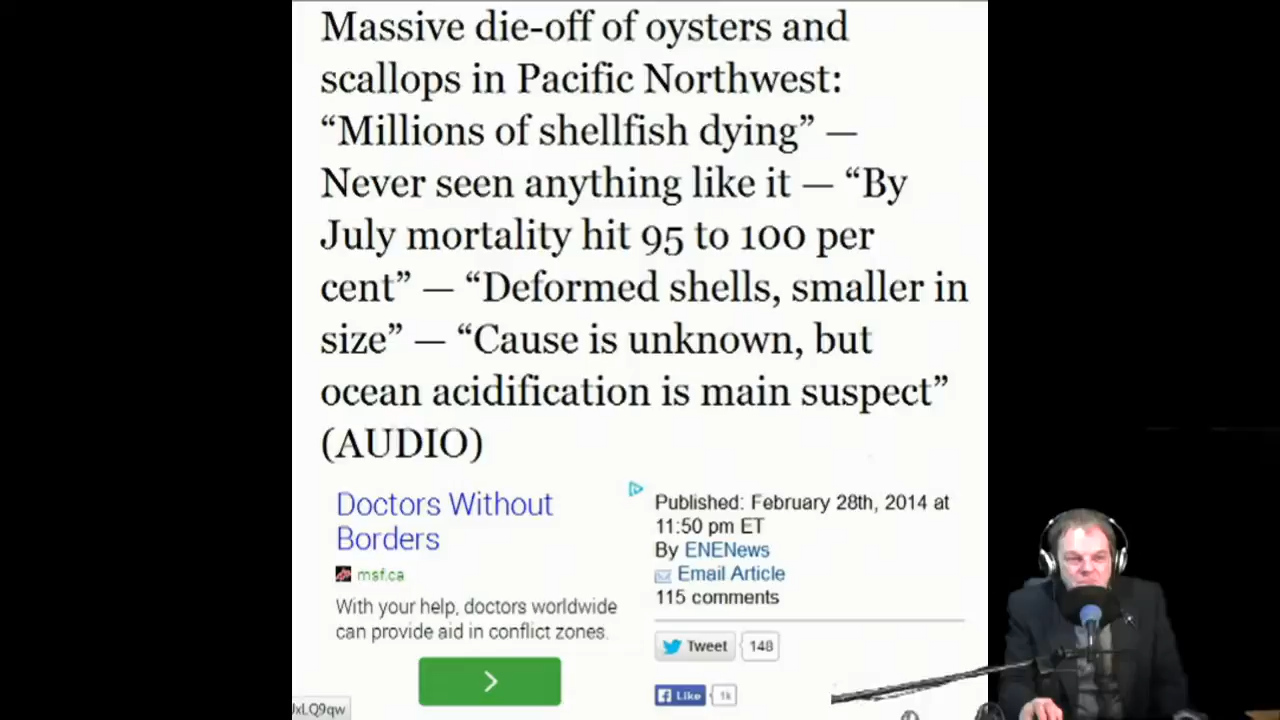 Massive die-off of oysters and
scallops in Pacific Northwest:
“Millions of shellfish dying” —
Never seen anything like it — “By
July mortality hit 95 to 100 per
cent” — “Deformed shells, smaller in
size” — “Cause is unknown, but
ocean acidification is main suspect”
(AUDIO)
Doctors Without
Borders
msf.ca
With your help, doctors worldwide
can provide aid in conflict zones.
Published: February 28th, 2014 at
11:50 pm ET
By ENENews
Email Article
115 comments
Tweet 148
Like 1k
JxLQ9qw